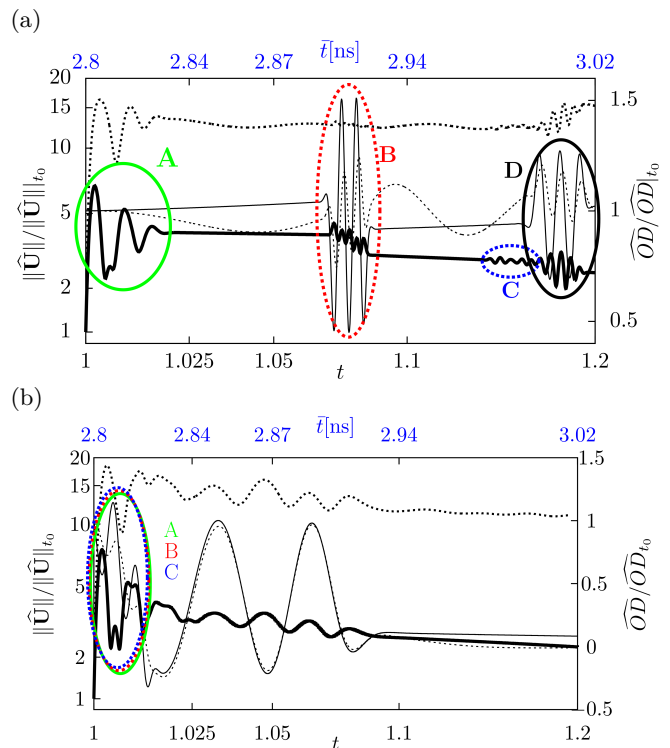 (a)
2.8 2.84 2.87 t̄[ns] 2.94 3.02
20
15
10
5
2
1
‖Û‖/‖Û‖|t₀
A
B
C
D
1.5
1
0.5
ÔD/ÔD|t₀
1 1.025 1.05 1.1 1.2
t
(b)
2.8 2.84 2.87 t̄[ns] 2.94 3.02
20
15
10
5
2
1
‖Û‖/‖Û‖t₀
A
B
C
1.5
1
0.5
0
-0.5
ÔD/ÔDt₀
1 1.025 1.05 1.1 1.2
t